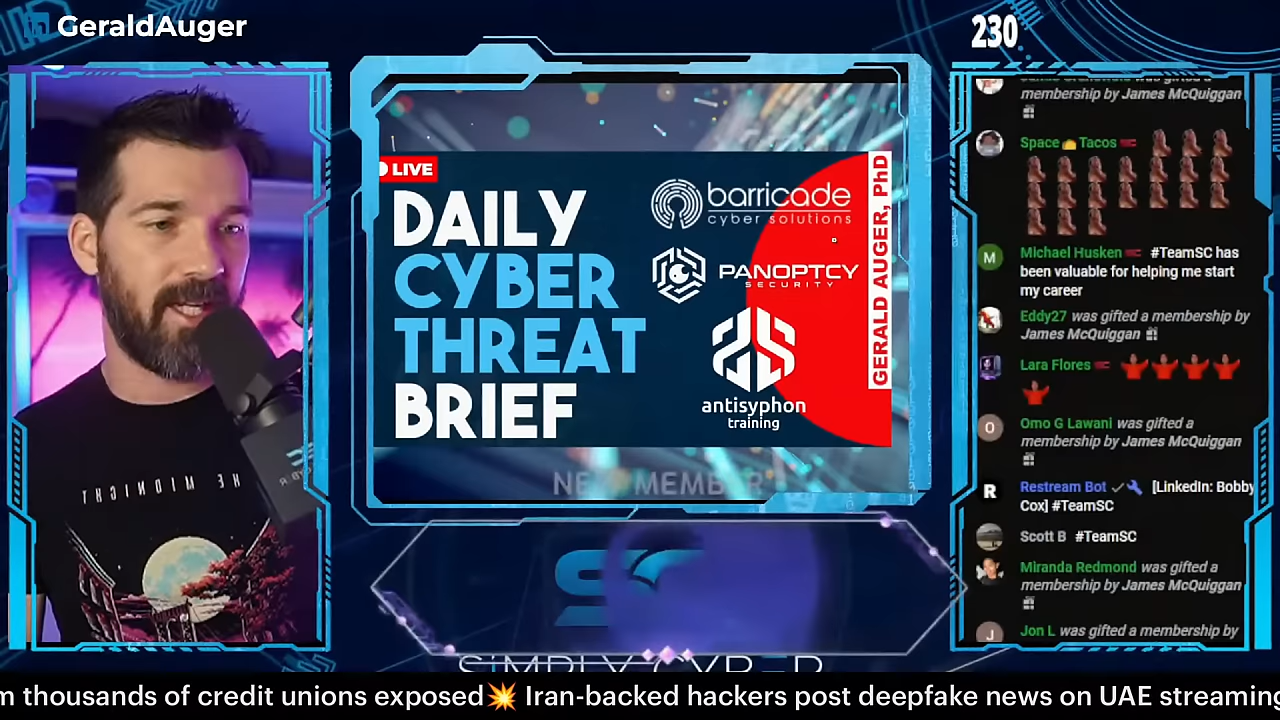 in GeraldAuger
230
LIVE
DAILY
CYBER
THREAT
BRIEF
barricade
cyber solutions
PANOPTCY
SECURITY
antisyphon
training
GERALD AUGER, PhD
membership by James McQuiggan
Space Tacos
Michael Husken #TeamSC has
been valuable for helping me start
my career
Eddy27 was gifted a membership by
James McQuiggan
Lara Flores
Omo G Lawani was gifted a
membership by James McQuiggan
Restream Bot [LinkedIn: Bobby
Cox] #TeamSC
Scott B #TeamSC
Miranda Redmond was gifted a
membership by James McQuiggan
Jon L was gifted a membership by
SIMPLY CYBER
thousands of credit unions exposed💥 Iran-backed hackers post deepfake news on UAE streaming